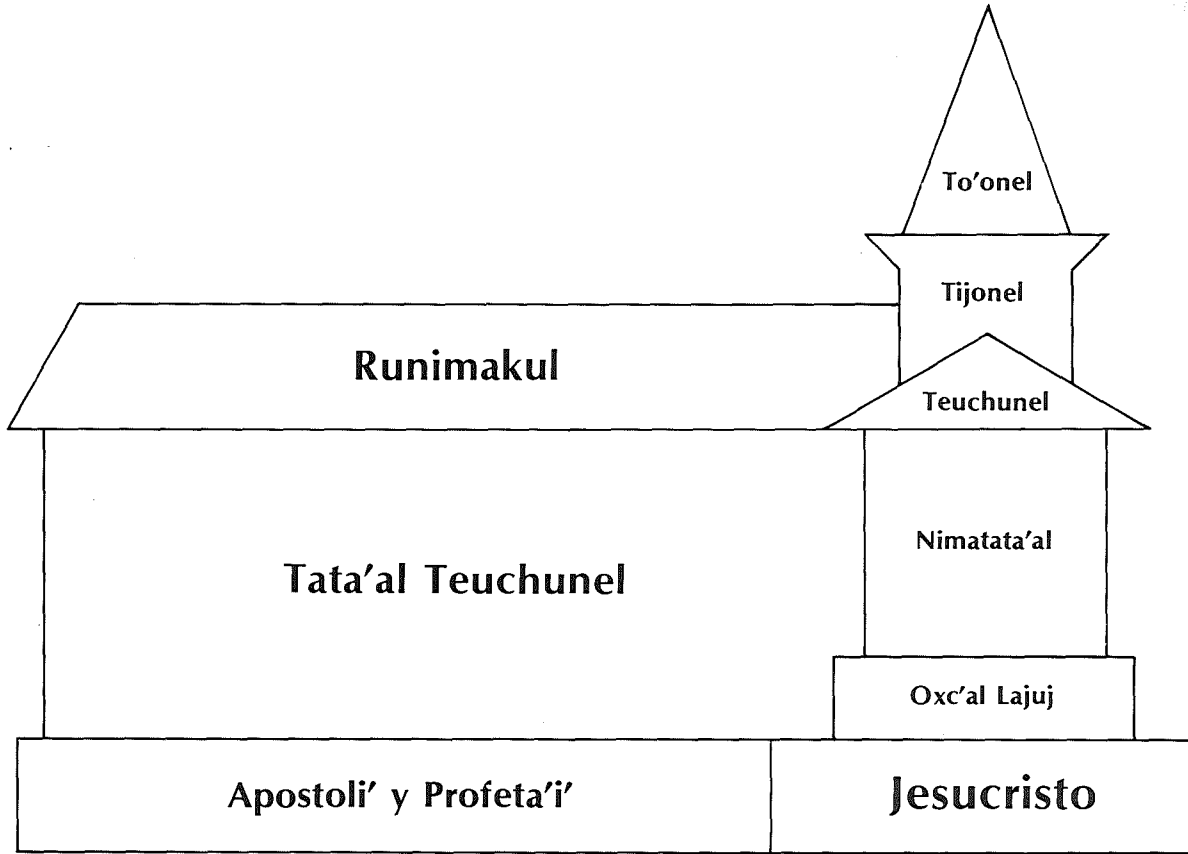 To'onel
Tijonel
Runimakul
Teuchunel
Nimatata'al
Tata'al Teuchunel
Oxc'al Lajuj
Apostoli' y Profeta'i'
Jesucristo